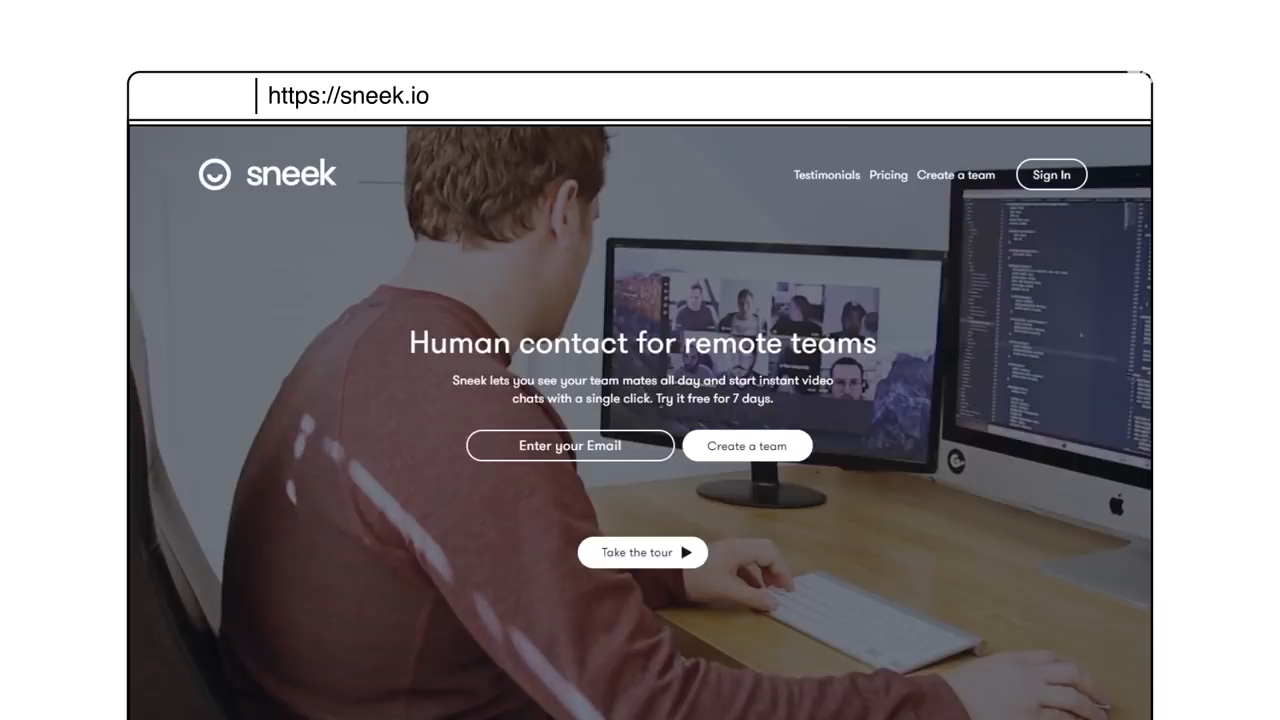 https://sneek.io
sneek
Testimonials Pricing Create a team Sign In
Human contact for remote teams
Sneek lets you see your team mates all day and start instant video
chats with a single click. Try it free for 7 days.
Enter your Email Create a team
Take the tour